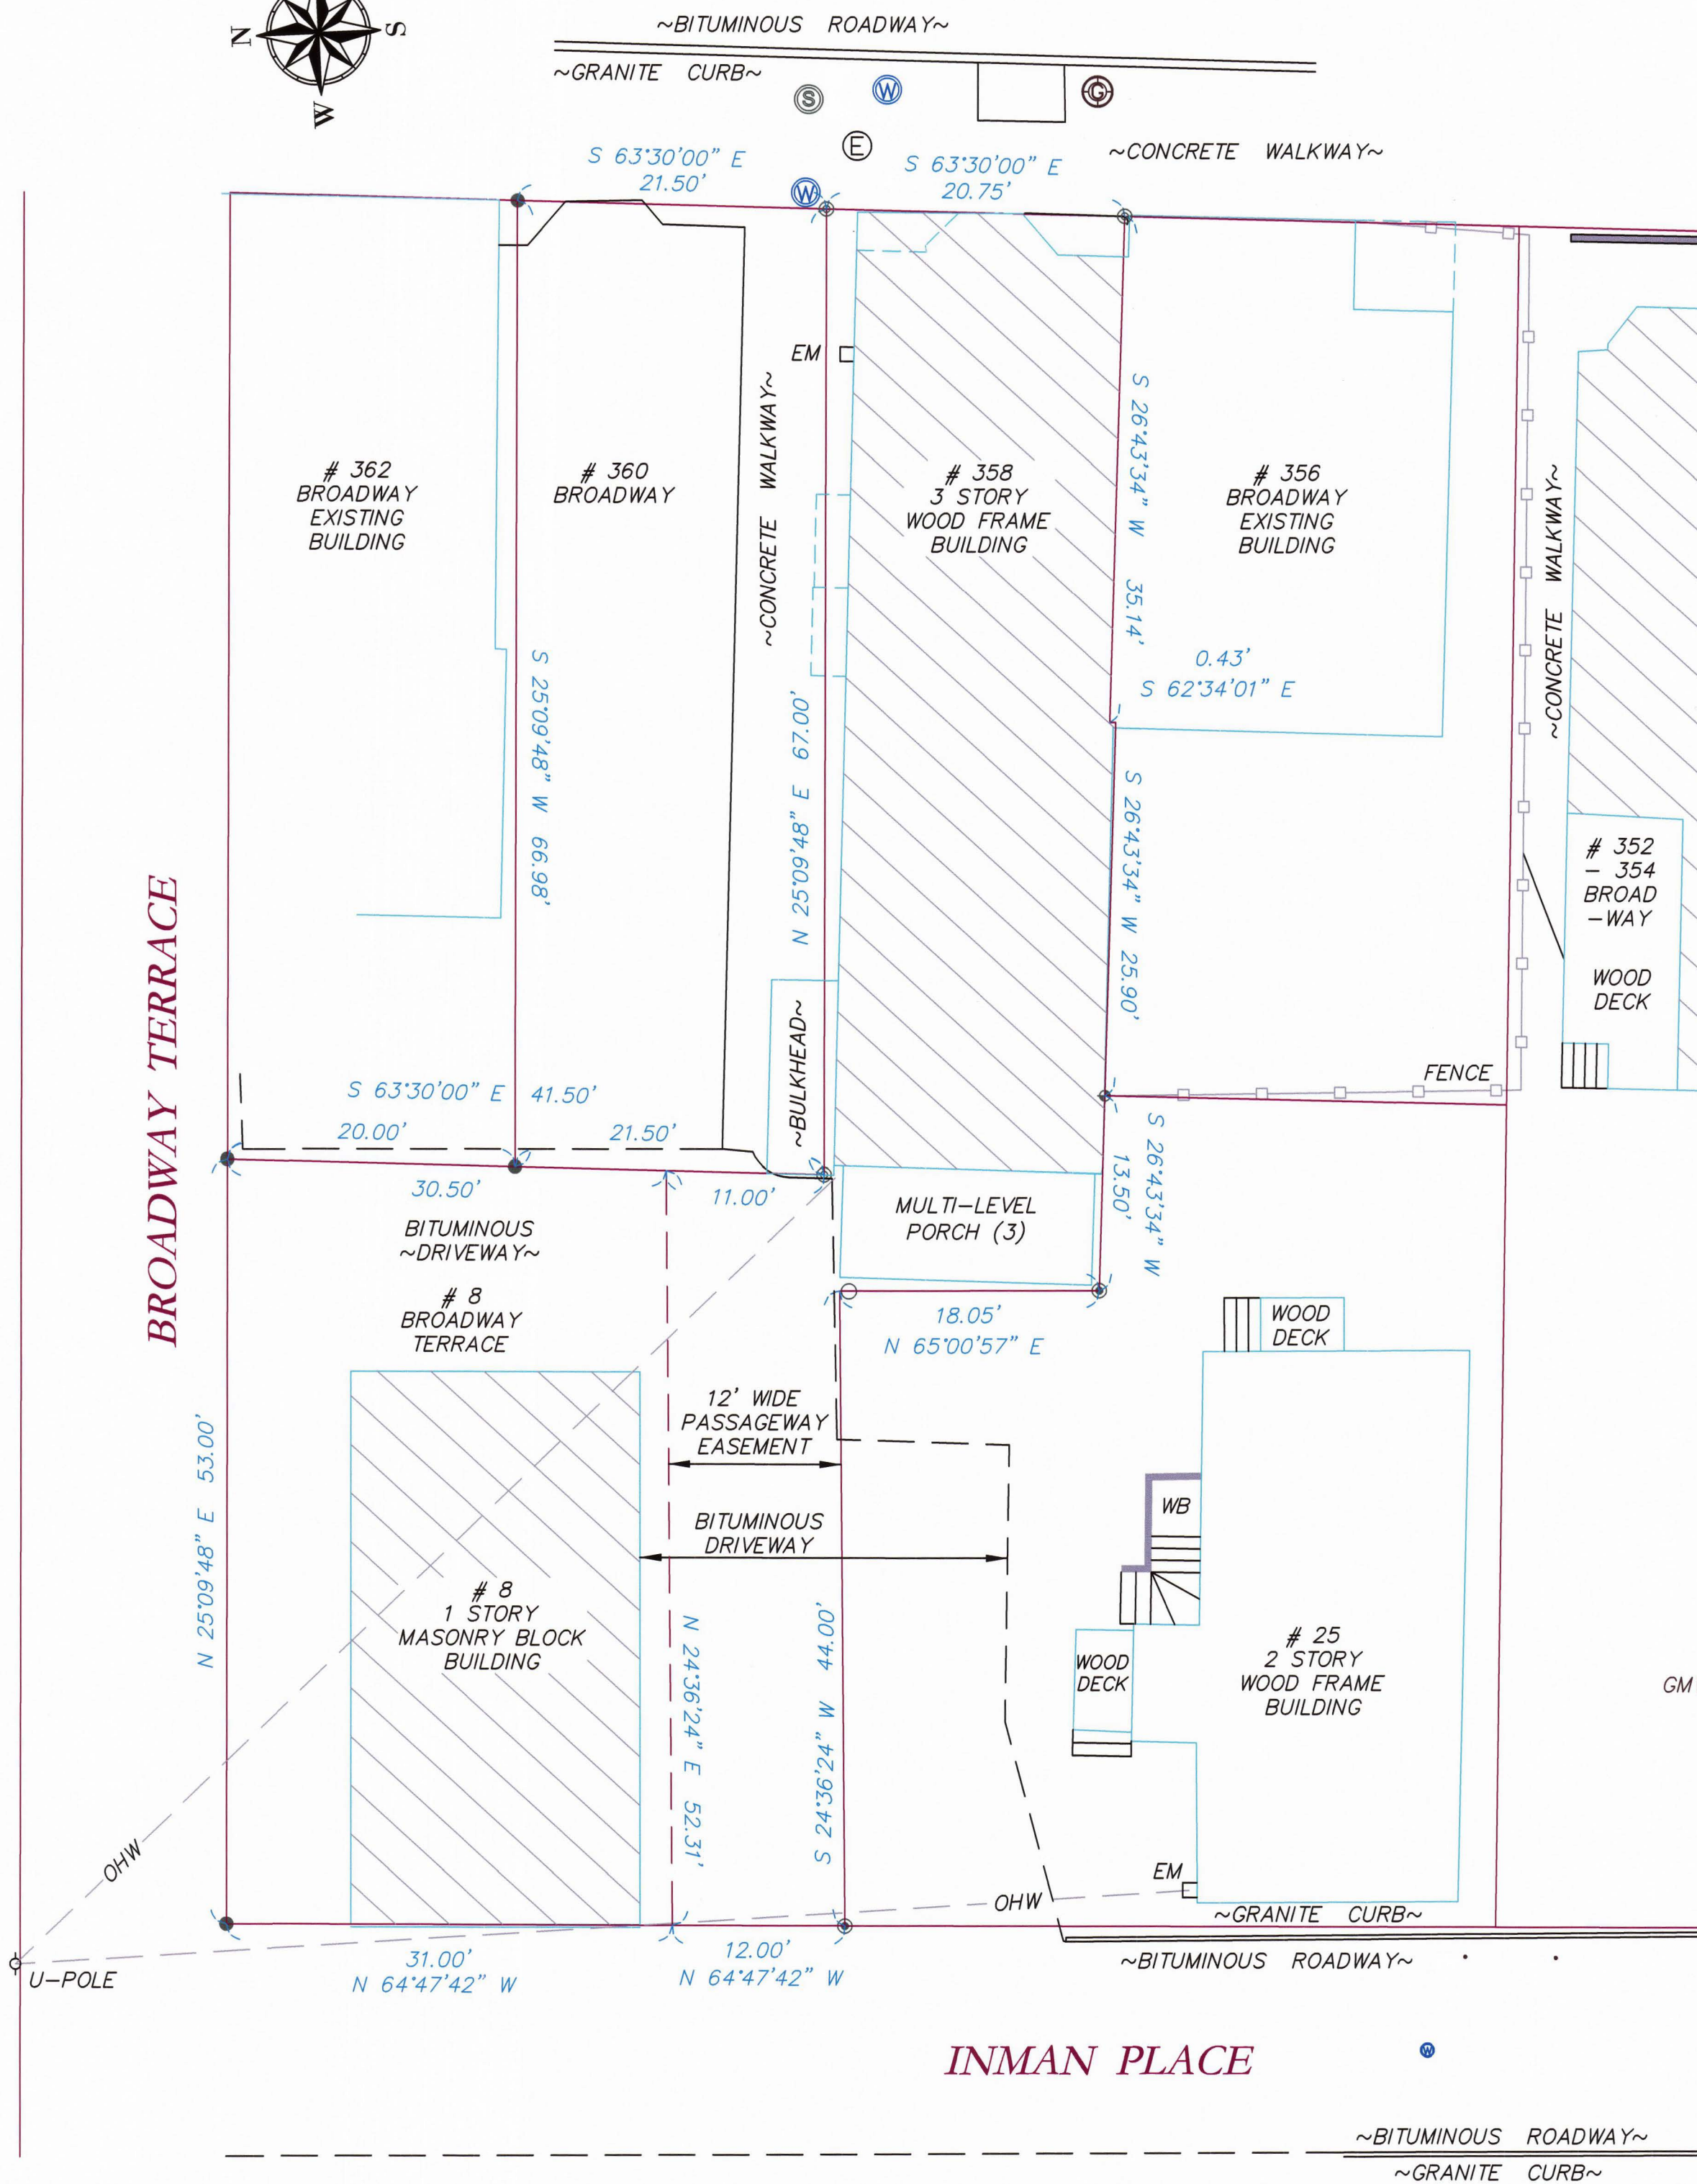 N
S
W
~BITUMINOUS ROADWAY~
~GRANITE CURB~
S
W
G
E
~CONCRETE WALKWAY~
S 63°30'00" E
21.50'
W
S 63°30'00" E
20.75'
EM
~CONCRETE WALKWAY~
# 362
BROADWAY
EXISTING
BUILDING
# 360
BROADWAY
# 358
3 STORY
WOOD FRAME
BUILDING
S 26°43'34" W 35.14'
# 356
BROADWAY
EXISTING
BUILDING
~CONCRETE WALKWAY~
0.43'
S 62°34'01" E
S 25°09'48" W 66.98'
N 25°09'48" E 67.00'
S 26°43'34" W 25.90'
# 352
- 354
BROAD
-WAY
WOOD
DECK
BROADWAY TERRACE
~BULKHEAD~
FENCE
S 63°30'00" E 41.50'
20.00'
21.50'
30.50'
11.00'
S 26°43'34" W
13.50'
MULTI-LEVEL
PORCH (3)
BITUMINOUS
~DRIVEWAY~
# 8
BROADWAY
TERRACE
18.05'
N 65°00'57" E
WOOD
DECK
12' WIDE
PASSAGEWAY
EASEMENT
N 25°09'48" E 53.00'
WB
BITUMINOUS
DRIVEWAY
# 8
1 STORY
MASONRY BLOCK
BUILDING
N 24°36'24" E 52.31'
S 24°36'24" W 44.00'
WOOD
DECK
# 25
2 STORY
WOOD FRAME
BUILDING
GM
OHW
EM
OHW
~GRANITE CURB~
~BITUMINOUS ROADWAY~
U-POLE
31.00'
N 64°47'42" W
12.00'
N 64°47'42" W
INMAN PLACE
W
~BITUMINOUS ROADWAY~
~GRANITE CURB~